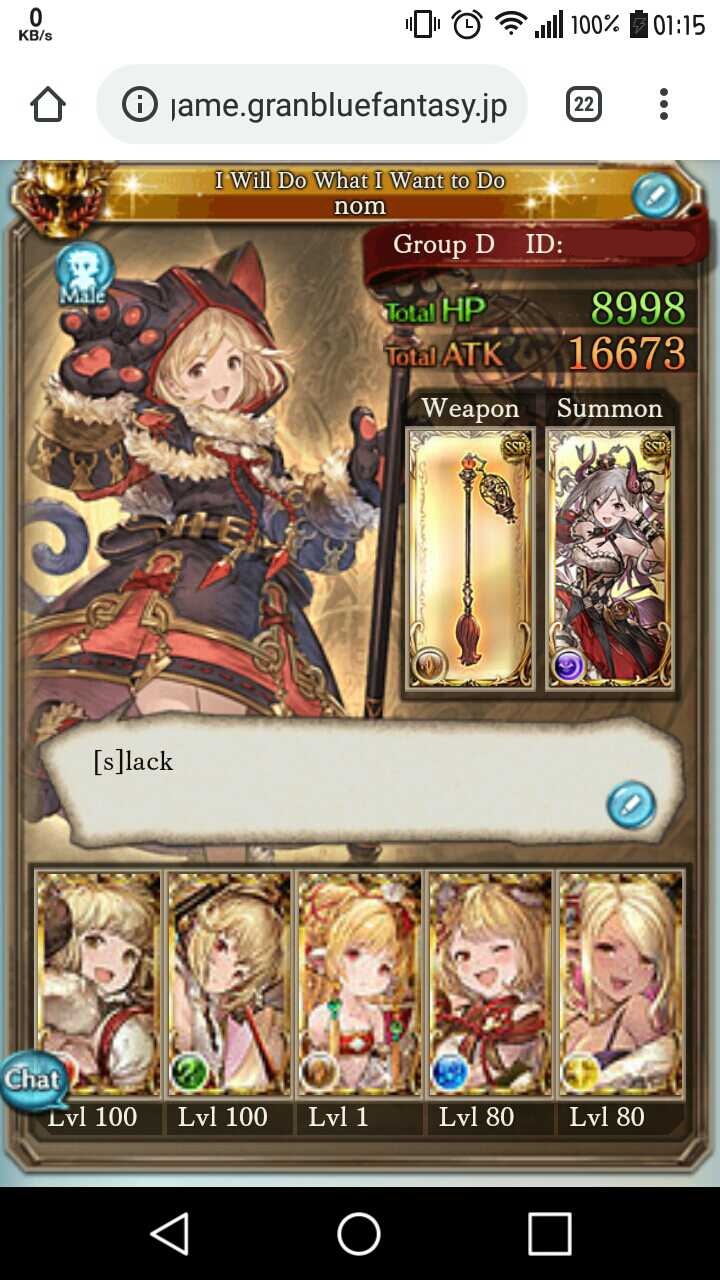 0
KB/s
100%
01:15
game.granbluefantasy.jp
22
I Will Do What I Want to Do
nom
Male
Group D ID:
Total HP 8998
Total ATK 16673
Weapon Summon
SSR SSR
[s]lack
Chat
Lvl 100 Lvl 100 Lvl 1 Lvl 80 Lvl 80